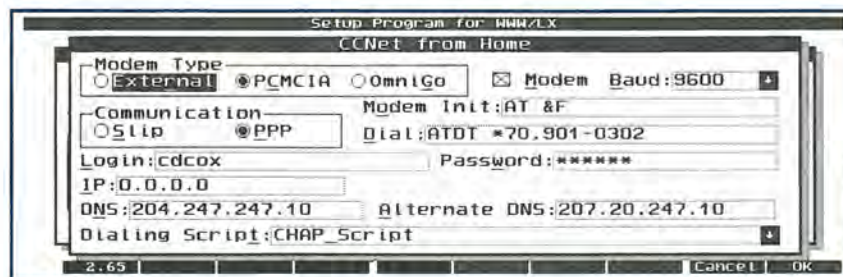 Setup Program for WWW/LX
CCNet from Home
Modem Type
External PCMCIA OmniGo Modem Baud:9600
Modem Init:AT &F
Communication
Slip PPP
Dial:ATDT *70,901-0302
Login:cdcox Password:******
IP:0.0.0.0
DNS:204.247.247.10 Alternate DNS:207.20.247.10
Dialing Script:CHAP_Script
2.65 Cancel OK